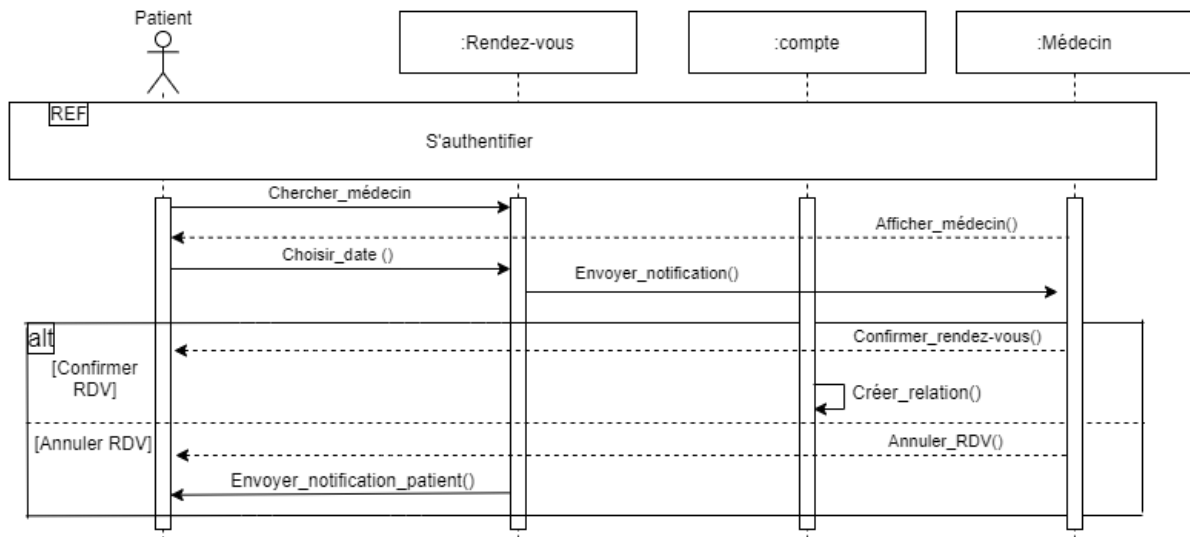 Patient
:Rendez-vous
:compte
:Médecin
REF
S'authentifier
Chercher_médecin
Afficher_médecin()
Choisir_date ()
Envoyer_notification()
alt
Confirmer_rendez-vous()
[Confirmer
RDV]
Créer_relation()
[Annuler RDV]
Annuler_RDV()
Envoyer_notification_patient()